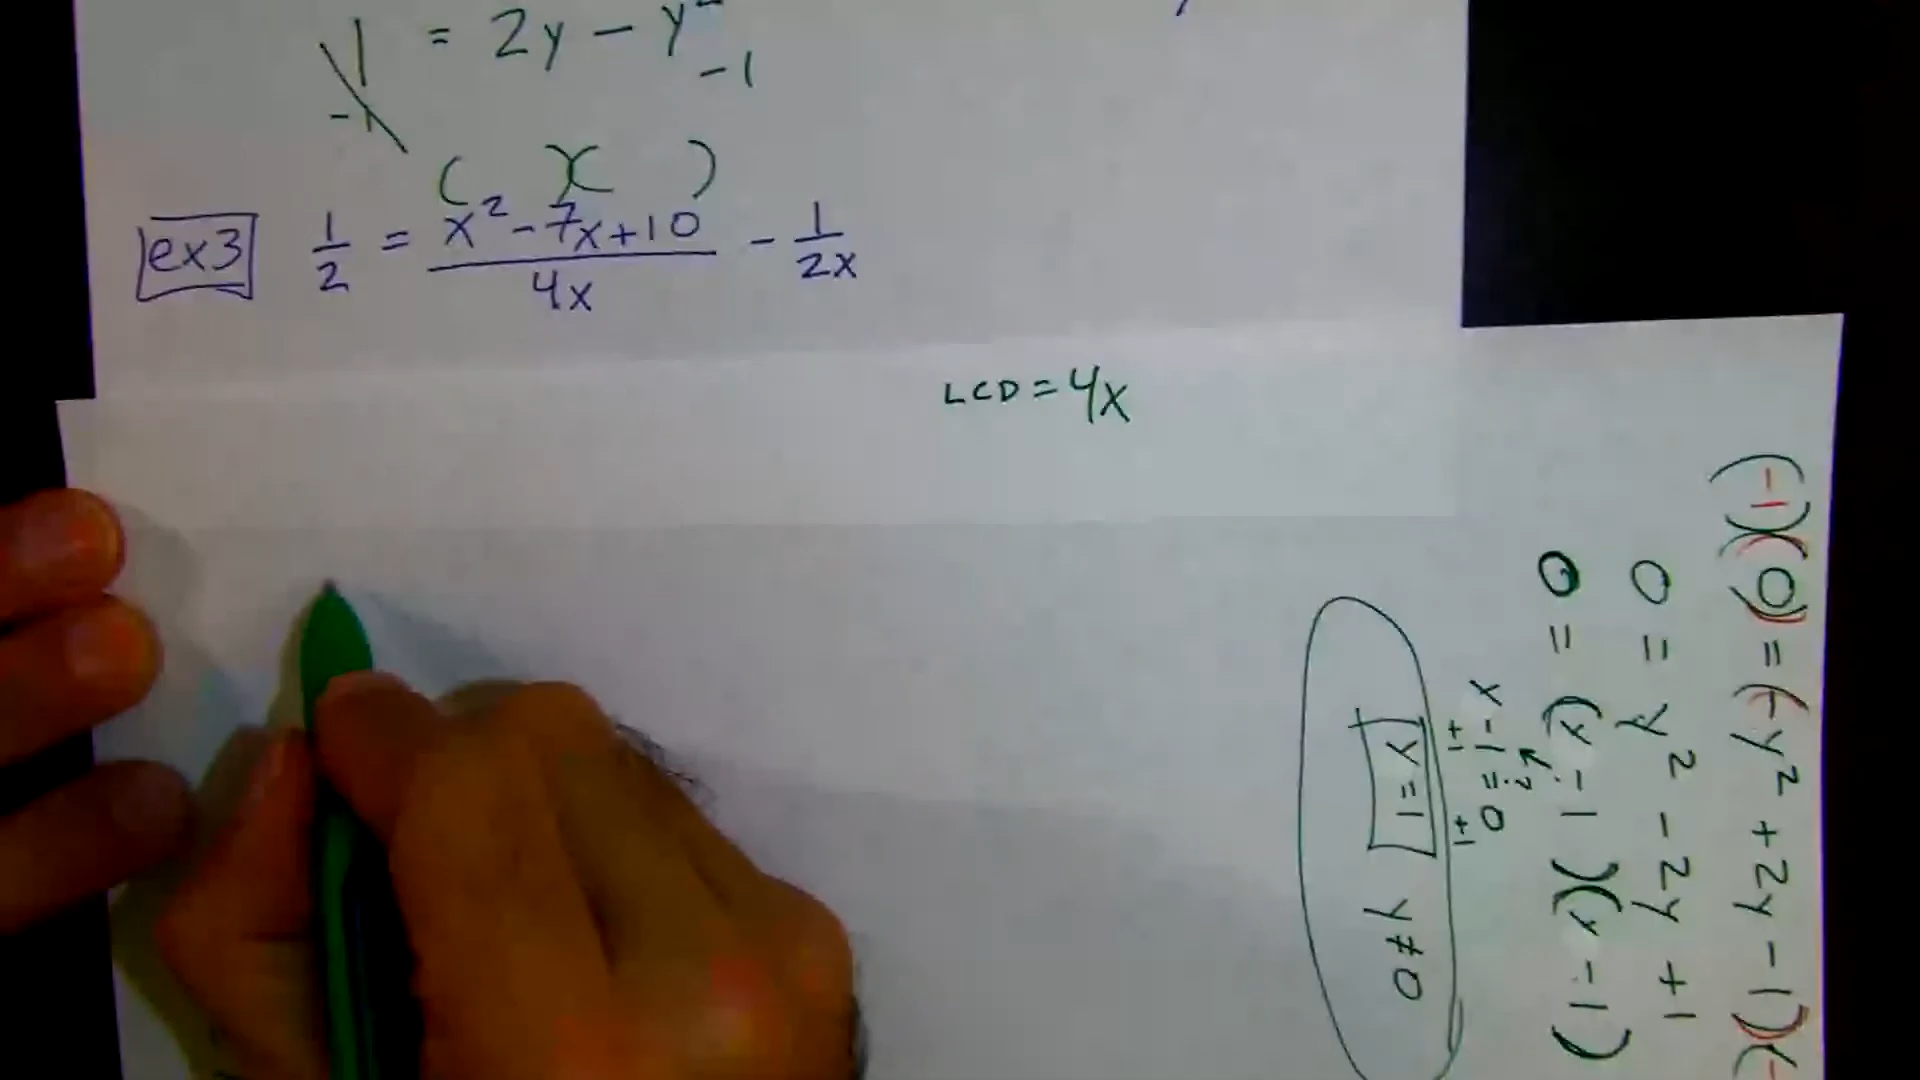 1 = 2y - y²
-1 -1
( )( )
ex3 1/2 = (x² - 7x + 10)/(4x) - 1/(2x)
LCD = 4x
(-1)(0) = (-y² + 2y - 1)(-
0 = y² - 2y + 1
0 = (y - 1)(y - 1)
y - 1 = 0
+1 +1
y = 1 y ≠ 0